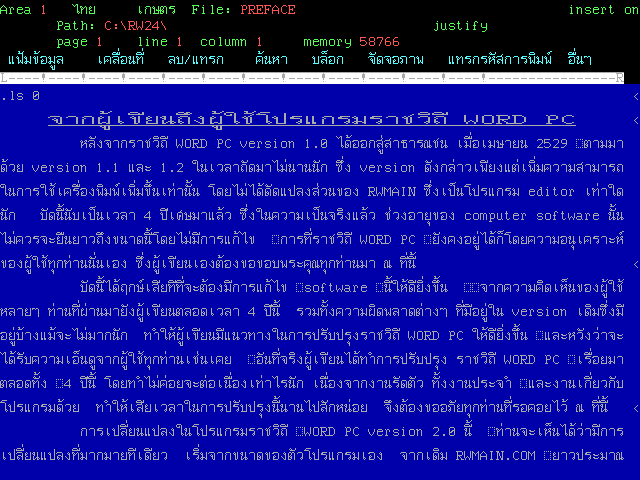 Area 1 ไทย เกษตร File: PREFACE insert on
Path: C:\RW24\ justify
page 1 line 1 column 1 memory 58766
แฟ้มข้อมูล เคลื่อนที่ ลบ/แทรก ค้นหา บล็อก จัดจอภาพ แทรกรหัสการพิมพ์ อื่นๆ
.ls 0
จากผู้เขียนถึงผู้ใช้โปรแกรมราชวิถี WORD PC
หลังจากราชวิถี WORD PC version 1.0 ได้ออกสู่สาธารณชน เมื่อเมษายน 2529 ตามมา
ด้วย version 1.1 และ 1.2 ในเวลาถัดมาไม่นานนัก ซึ่ง version ดังกล่าวเนียงแต่เพิ่มความสามารถ
ในการใช้เครื่องพิมพ์เพิ่มขึ้นเท่านั้น โดยไม่ได้ดัดแปลงส่วนของ RWMAIN ซึ่งเป็นโปรแกรม editor เท่าใด
นัก บัดนี้นับเป็นเวลา 4 ปีเศษมาแล้ว ซึ่งในความเป็นจริงแล้ว ช่วงอายุของ computer software นั้น
ไม่ควรจะยืนยาวถึงขนาดนี้โดยไม่มีการแก้ไข การที่ราชวิถี WORD PC ยังคงอยู่ได้ก็โดยความอนุเคราะห์
ของผู้ใช้ทุกท่านนั่นเอง ซึ่งผู้เขียนเองต้องขอขอบพระคุณทุกท่านมา ณ ที่นี้
บัดนี้ได้ฤกษ์เสียทีที่จะต้องมีการแก้ไข software นี้ให้ดียิ่งขึ้น จากความคิดเห็นของผู้ใช้
หลายๆ ท่านที่ผ่านมายังผู้เขียนตลอดเวลา 4 ปีนี้ รวมทั้งความผิดพลาดต่างๆ ที่มีอยู่ใน version เดิมซึ่งมี
อยู่บ้างแม้จะไม่มากนัก ทำให้ผู้เขียนมีแนวทางในการปรับปรุงราชวิถี WORD PC ให้ดียิ่งขึ้น และหวังว่าจะ
ได้รับความเอ็นดูจากผู้ใช้ทุกท่านเช่นเคย อันที่จริงผู้เขียนได้ทำการปรับปรุง ราชวิถี WORD PC เรื่อยมา
ตลอดทั้ง 4 ปีนี้ โดยทำไม่ค่อยจะต่อเนื่องเท่าไรนัก เนื่องจากงานรัดตัว ทั้งงานประจำ และงานเกี่ยวกับ
โปรแกรมด้วย ทำให้เสียเวลาในการปรับปรุงนี้นานไปสักหน่อย จึงต้องขออภัยทุกท่านที่รอคอยไว้ ณ ที่นี้
การเปลี่ยนแปลงในโปรแกรมราชวิถี WORD PC version 2.0 นี้ ท่านจะเห็นได้ว่ามีการ
เปลี่ยนแปลงที่มากมายทีเดียว เริ่มจากขนาดของตัวโปรแกรมเอง จากเดิม RWMAIN.COM ยาวประมาณ